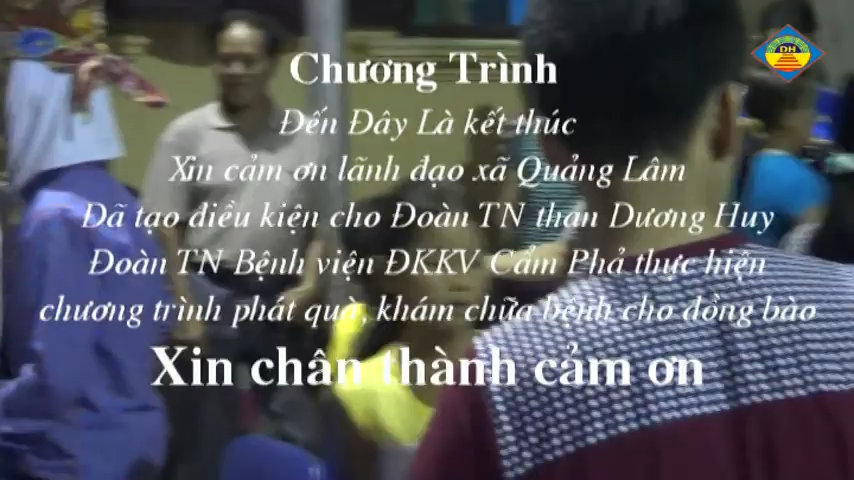 DH
Chương Trình
Đến Đây Là kết thúc
Xin cảm ơn lãnh đạo xã Quảng Lâm
Đã tạo điều kiện cho Đoàn TN than Dương Huy
Đoàn TN Bệnh viện ĐKKV Cẩm Phả thực hiện
chương trình phát quà, khám chữa bệnh cho đồng bào
Xin chân thành cảm ơn